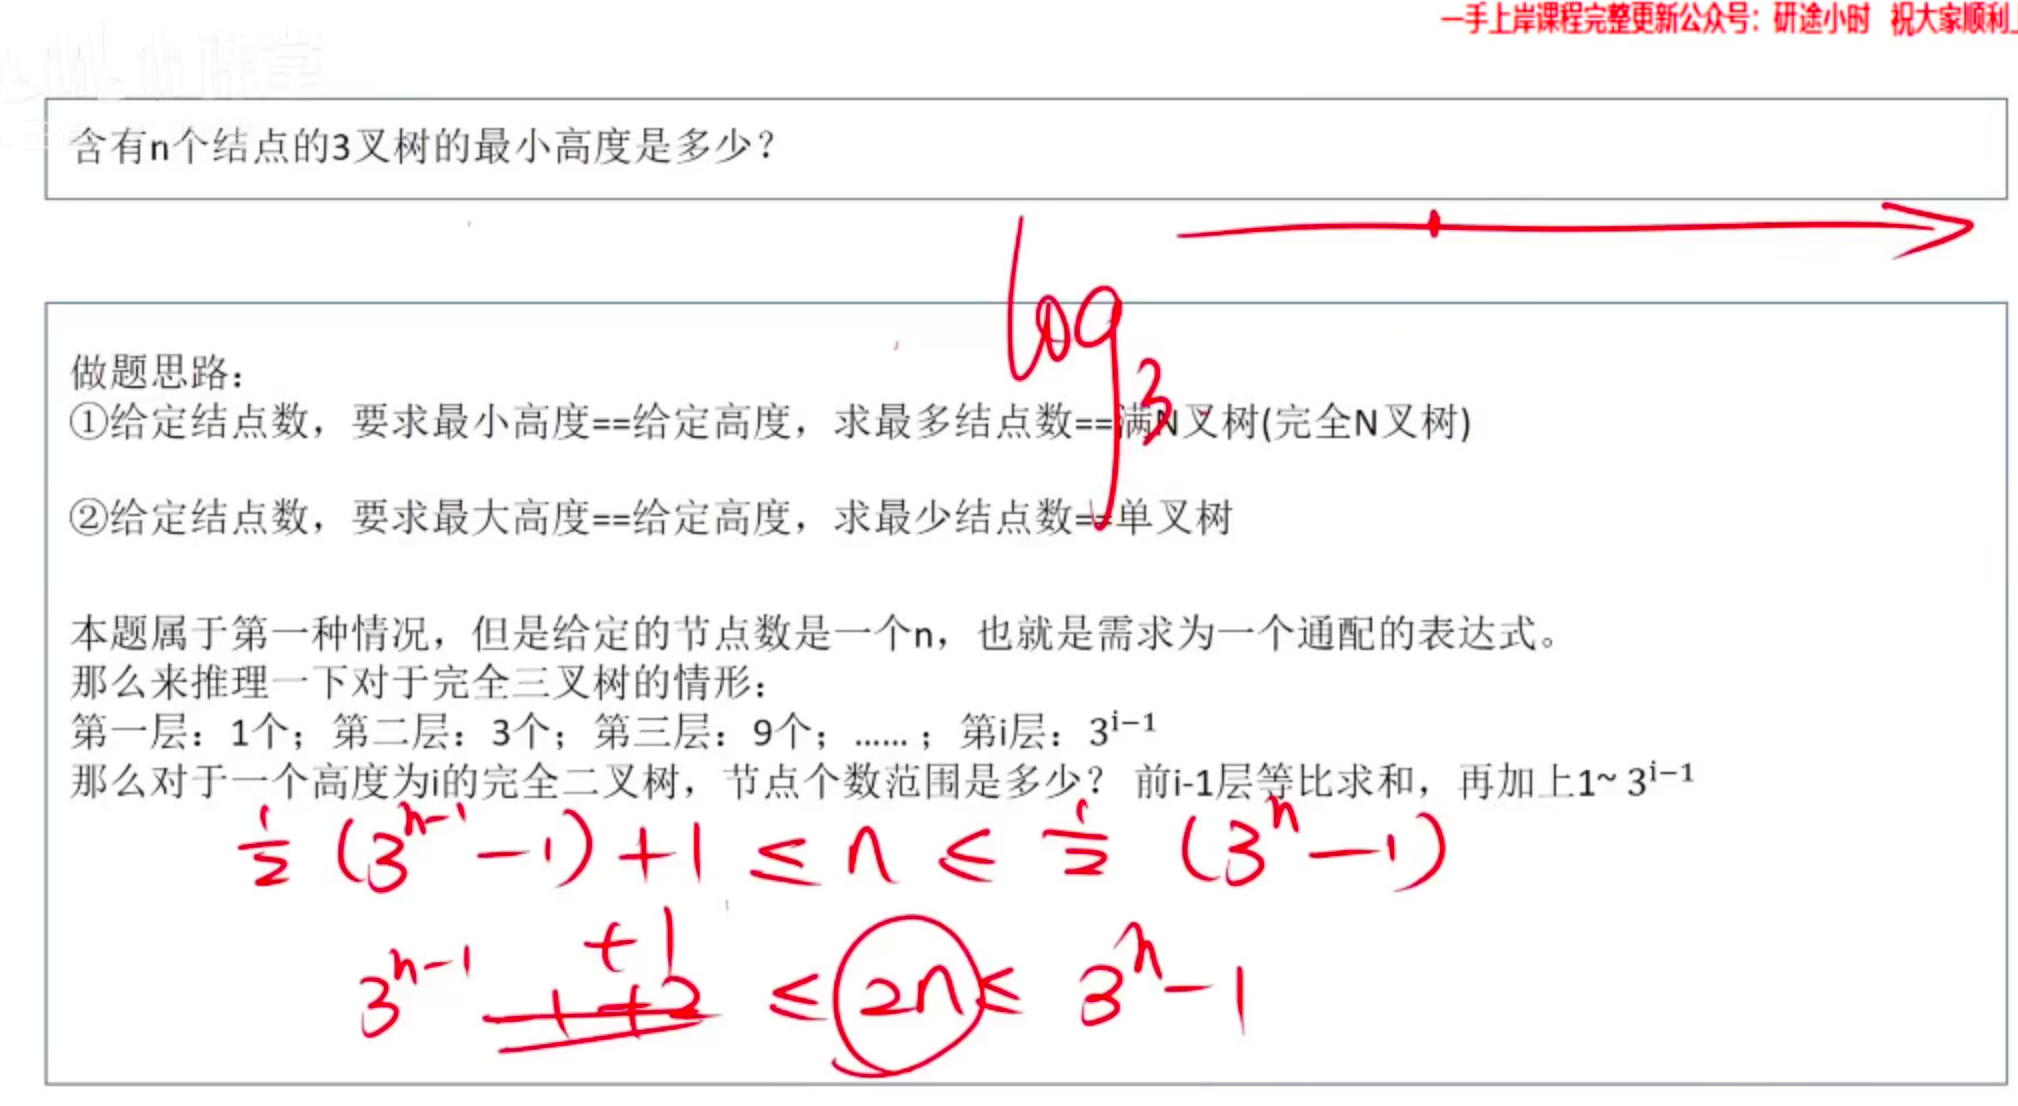 一手上岸课程完整更新公众号：研途小时 祝大家顺利
含有n个结点的3叉树的最小高度是多少？
log₃
做题思路：
①给定结点数，要求最小高度==给定高度，求最多结点数==满N叉树(完全N叉树)
②给定结点数，要求最大高度==给定高度，求最少结点数==单叉树
本题属于第一种情况，但是给定的节点数是一个n，也就是需求为一个通配的表达式。
那么来推理一下对于完全三叉树的情形：
第一层：1个；第二层：3个；第三层：9个；……；第i层：3^{i−1}
那么对于一个高度为i的完全二叉树，节点个数范围是多少？ 前i-1层等比求和，再加上1~ 3^{i−1}
½ (3^{h-1} -1) +1 ≤ n ≤ ½ (3^h -1)
+1
3^{h-1} -1 +2 ≤ 2n ≤ 3^h -1